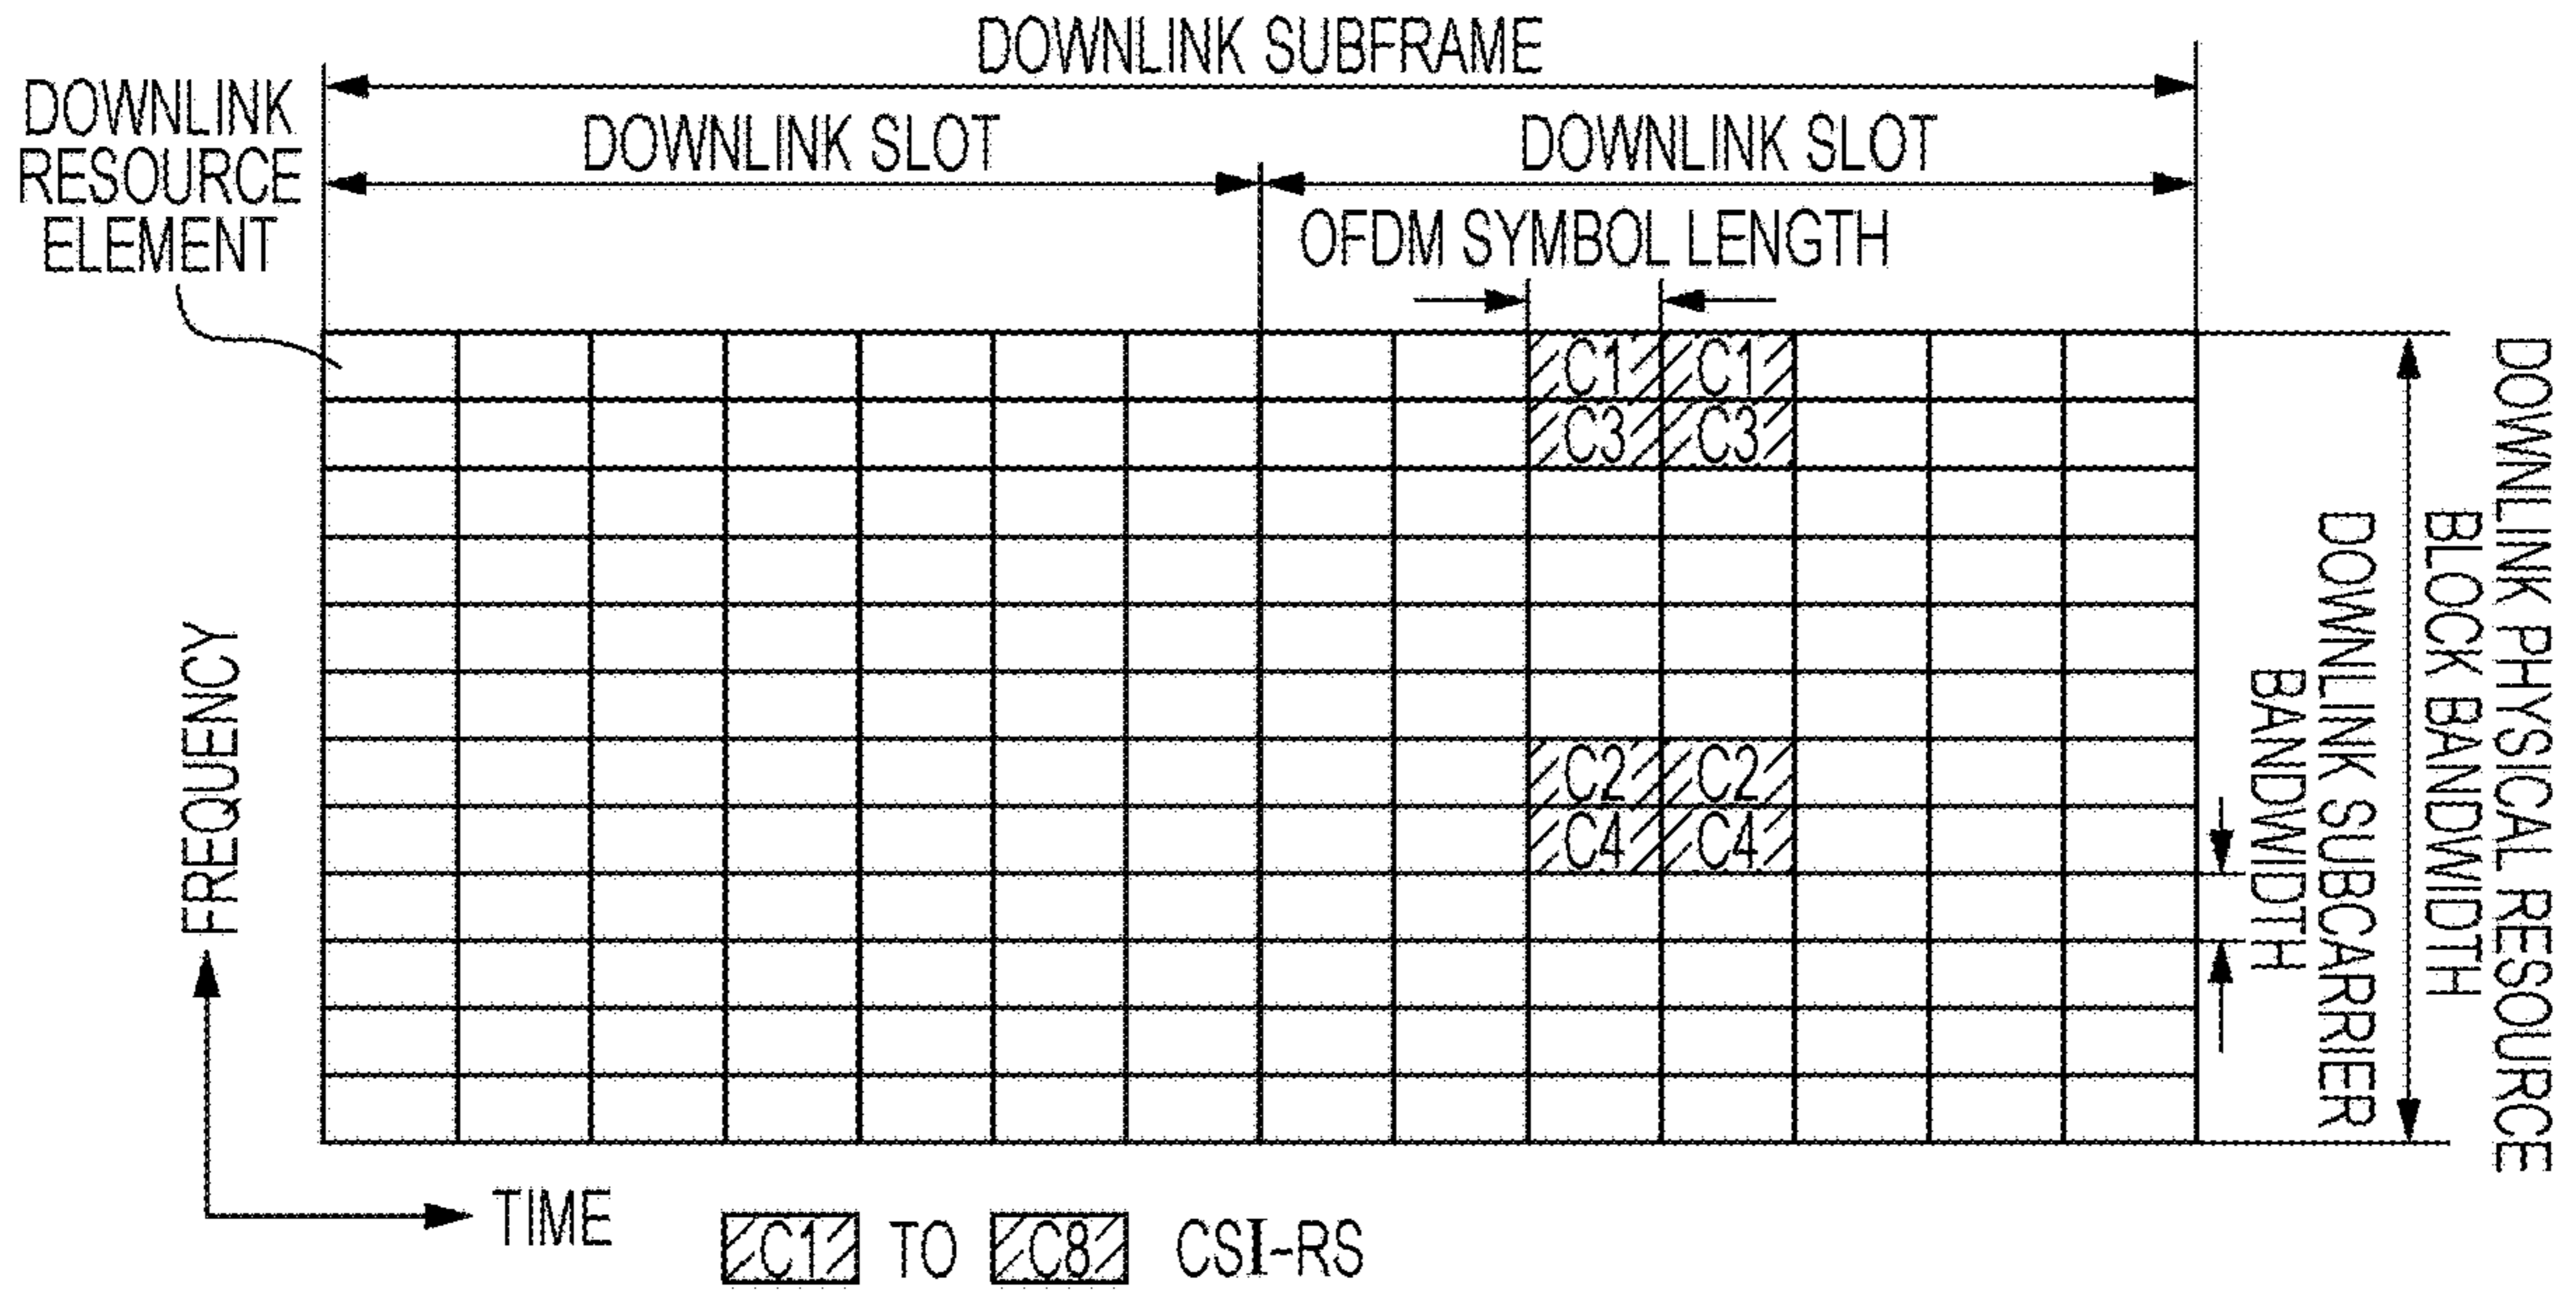 DOWNLINK SUBFRAME
DOWNLINK
RESOURCE
ELEMENT
DOWNLINK SLOT
DOWNLINK SLOT
OFDM SYMBOL LENGTH
C1 C1
C3 C3
C2 C2
C4 C4
FREQUENCY
TIME
DOWNLINK SUBCARRIER
BANDWIDTH
DOWNLINK PHYSICAL RESOURCE
BLOCK BANDWIDTH
C1 TO C8 CSI-RS